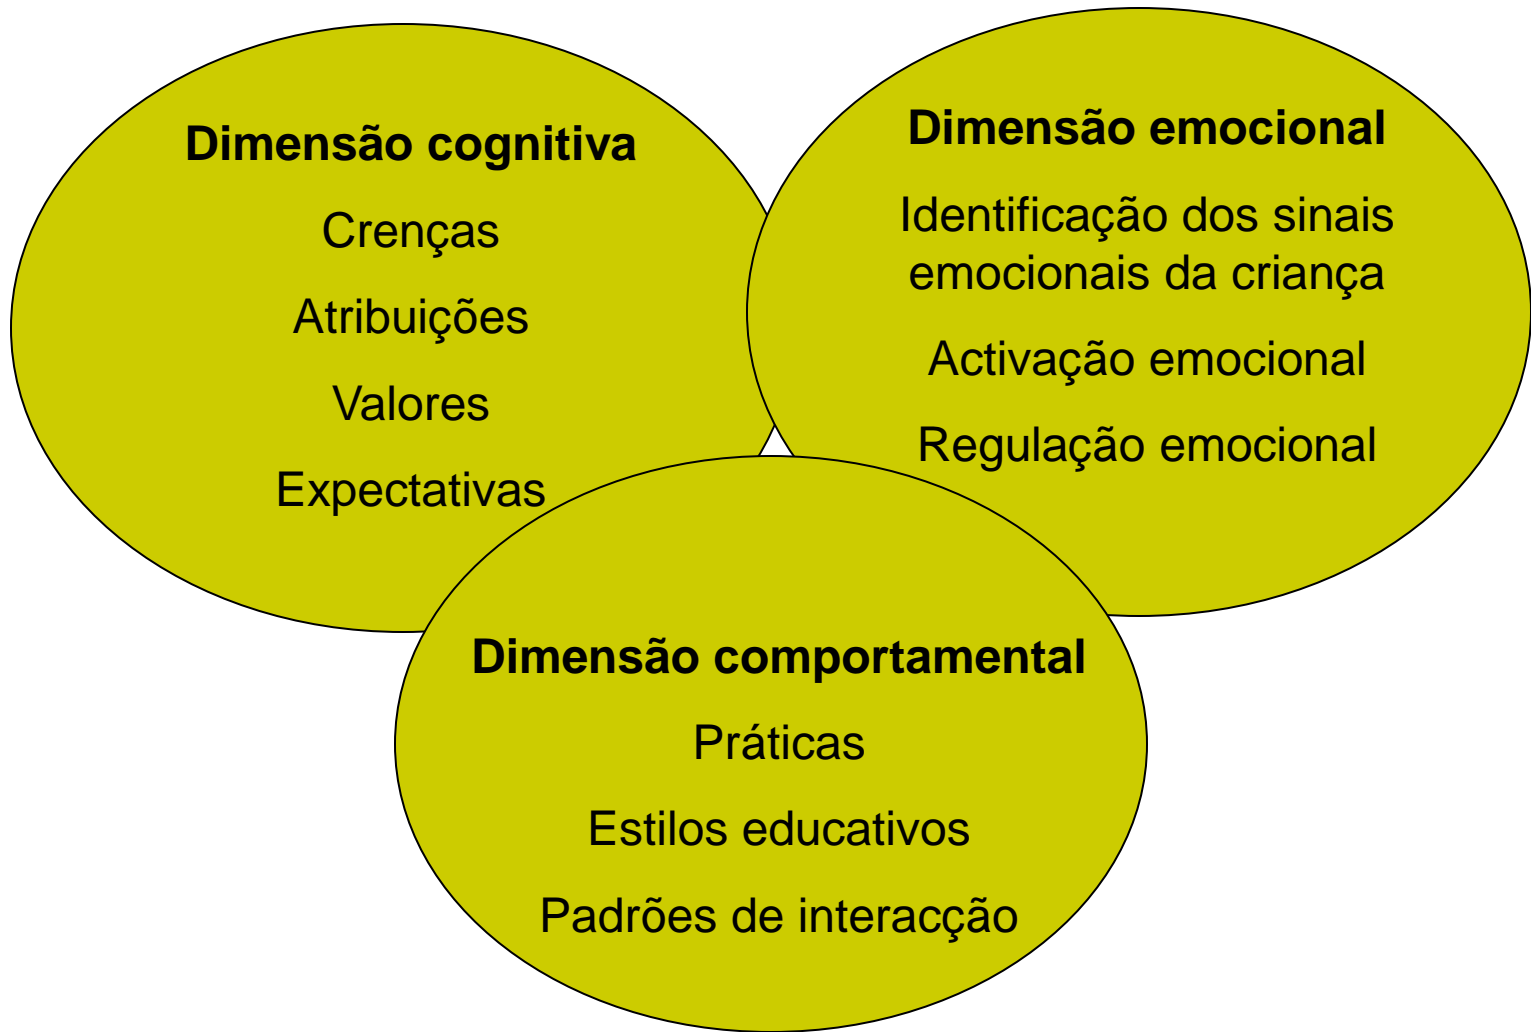 Dimensão cognitiva
Crenças
Atribuições
Valores
Expectativas
Dimensão emocional
Identificação dos sinais
emocionais da criança
Activação emocional
Regulação emocional
Dimensão comportamental
Práticas
Estilos educativos
Padrões de interacção